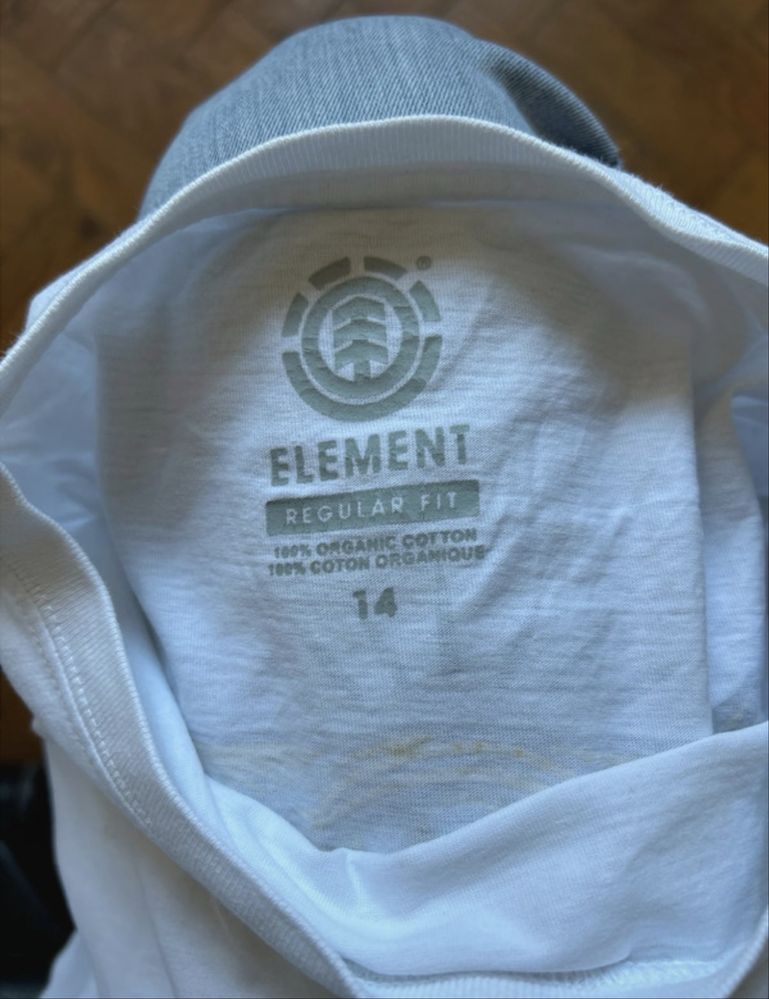 ®
ELEMENT
REGULAR FIT
100% ORGANIC COTTON
100% COTON ORGANIQUE
14